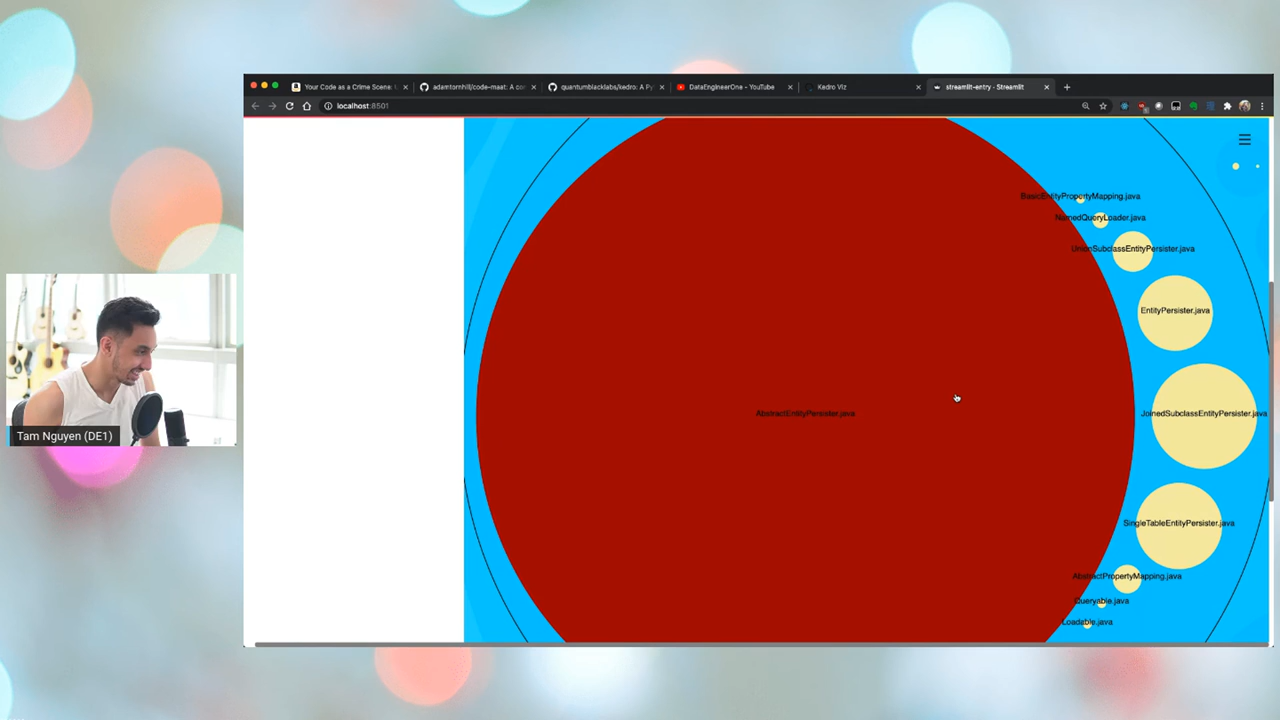 Your Code as a Crime Scene: U
adamtornhill/code-maat: A cor
quantumblacklabs/kedro: A Py
DataEngineerOne - YouTube
Kedro Viz
streamlit-entry · Streamlit
localhost:8501
BasicEntityPropertyMapping.java
NamedQueryLoader.java
UnionSubclassEntityPersister.java
EntityPersister.java
AbstractEntityPersister.java
JoinedSubclassEntityPersister.java
Tam Nguyen (DE1)
SingleTableEntityPersister.java
AbstractPropertyMapping.java
Queryable.java
Loadable.java